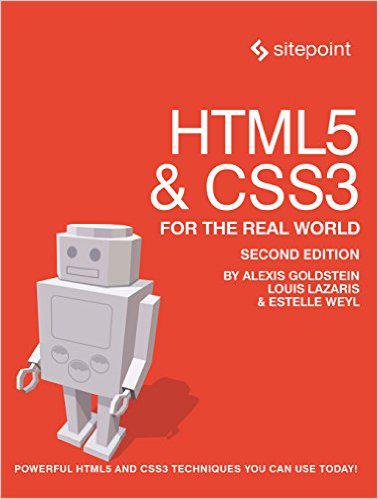 sitepoint
HTML5
& CSS3
FOR THE REAL WORLD
SECOND EDITION
BY ALEXIS GOLDSTEIN
LOUIS LAZARIS
& ESTELLE WEYL
POWERFUL HTML5 AND CSS3 TECHNIQUES YOU CAN USE TODAY!